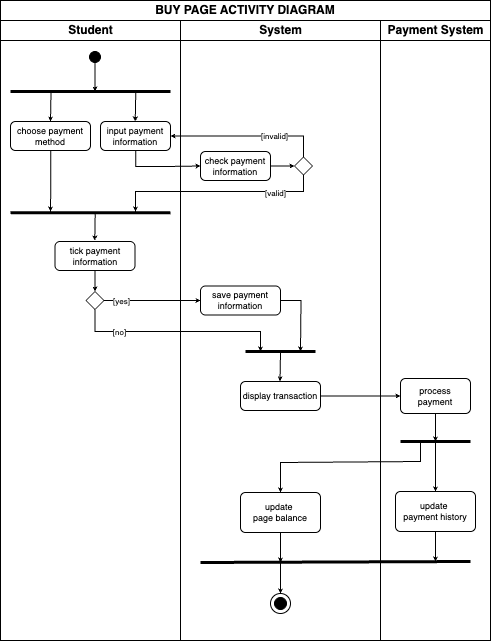 BUY PAGE ACTIVITY DIAGRAM
Student
System
Payment System
choose payment
method
input payment
information
[invalid]
check payment
information
[valid]
tick payment
information
[yes]
save payment
information
[no]
display transaction
process
payment
update
page balance
update
payment history